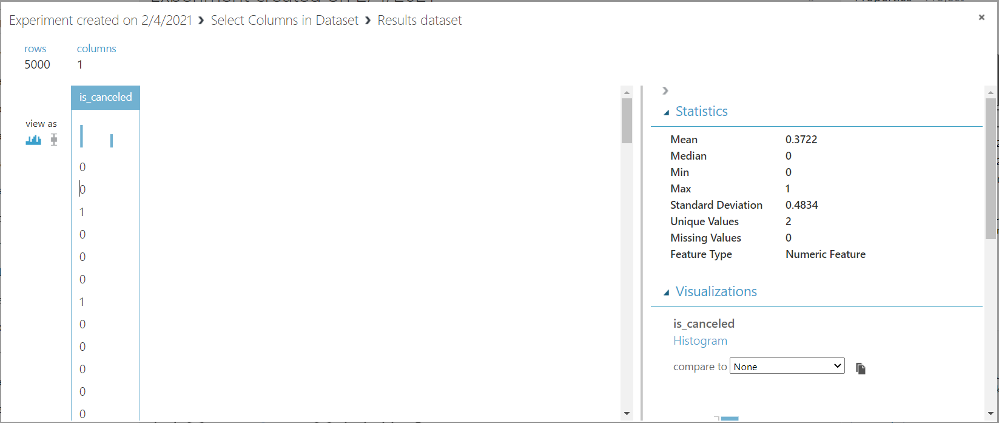 Experiment created on 2/4/2021 › Select Columns in Dataset › Results dataset
rows columns
5000 1
is_canceled
view as
0
0
1
0
0
0
1
0
0
0
0
0
Statistics
Mean 0.3722
Median 0
Min 0
Max 1
Standard Deviation 0.4834
Unique Values 2
Missing Values 0
Feature Type Numeric Feature
Visualizations
is_canceled
Histogram
compare to None